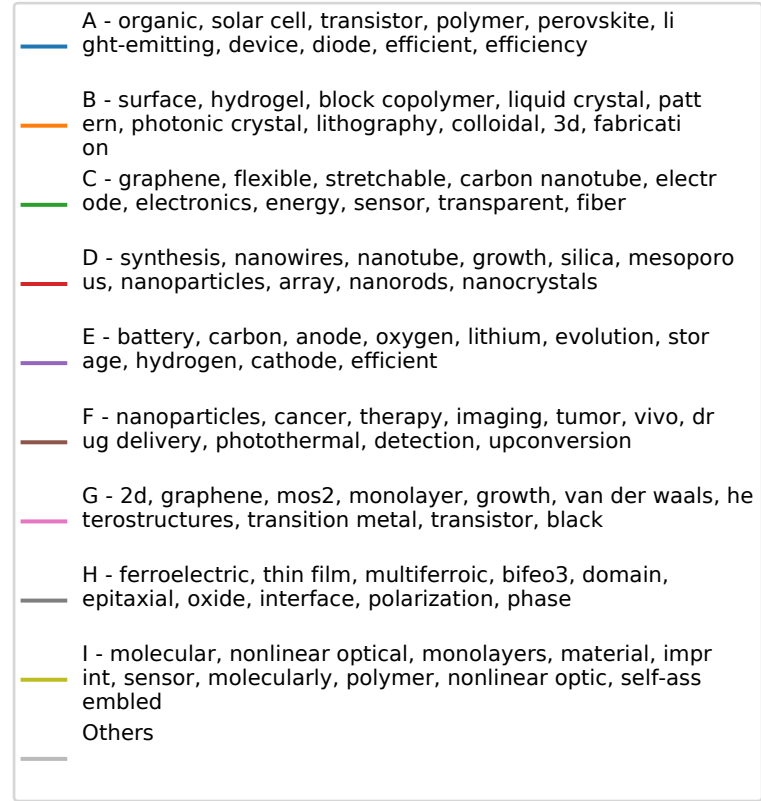 A - organic, solar cell, transistor, polymer, perovskite, li
ght-emitting, device, diode, efficient, efficiency
B - surface, hydrogel, block copolymer, liquid crystal, patt
ern, photonic crystal, lithography, colloidal, 3d, fabricati
on
C - graphene, flexible, stretchable, carbon nanotube, electr
ode, electronics, energy, sensor, transparent, fiber
D - synthesis, nanowires, nanotube, growth, silica, mesoporo
us, nanoparticles, array, nanorods, nanocrystals
E - battery, carbon, anode, oxygen, lithium, evolution, stor
age, hydrogen, cathode, efficient
F - nanoparticles, cancer, therapy, imaging, tumor, vivo, dr
ug delivery, photothermal, detection, upconversion
G - 2d, graphene, mos2, monolayer, growth, van der waals, he
terostructures, transition metal, transistor, black
H - ferroelectric, thin film, multiferroic, bifeo3, domain,
epitaxial, oxide, interface, polarization, phase
I - molecular, nonlinear optical, monolayers, material, impr
int, sensor, molecularly, polymer, nonlinear optic, self-ass
embled
Others